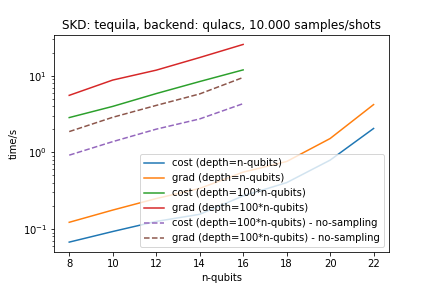 SKD: tequila, backend: qulacs, 10.000 samples/shots
time/s
10¹
10⁰
10⁻¹
cost (depth=n-qubits)
grad (depth=n-qubits)
cost (depth=100*n-qubits)
grad (depth=100*n-qubits)
cost (depth=100*n-qubits) - no-sampling
grad (depth=100*n-qubits) - no-sampling
8 10 12 14 16 18 20 22
n-qubits